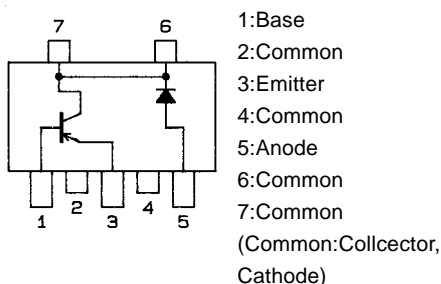 7 6
1 2 3 4 5
1:Base
2:Common
3:Emitter
4:Common
5:Anode
6:Common
7:Common
(Common:Collcector,
Cathode)